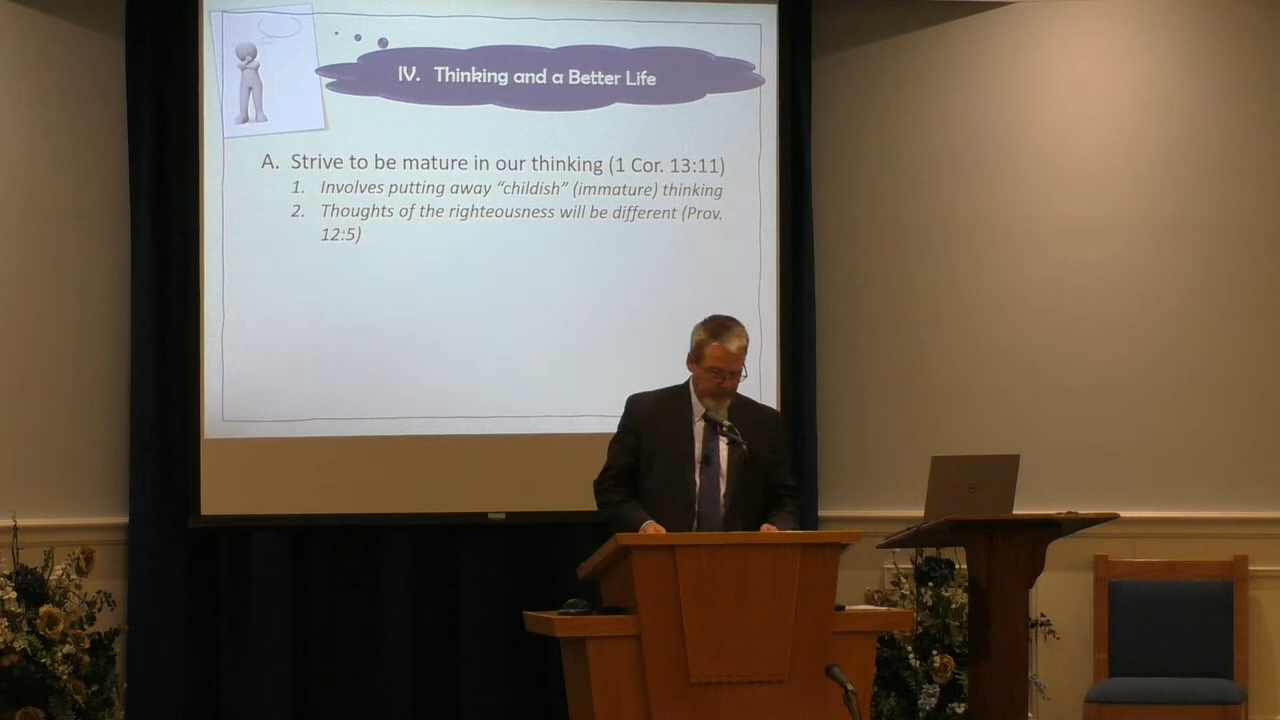 IV. Thinking and a Better Life
A. Strive to be mature in our thinking (1 Cor. 13:11)
1. Involves putting away “childish” (immature) thinking
2. Thoughts of the righteousness will be different (Prov.
12:5)